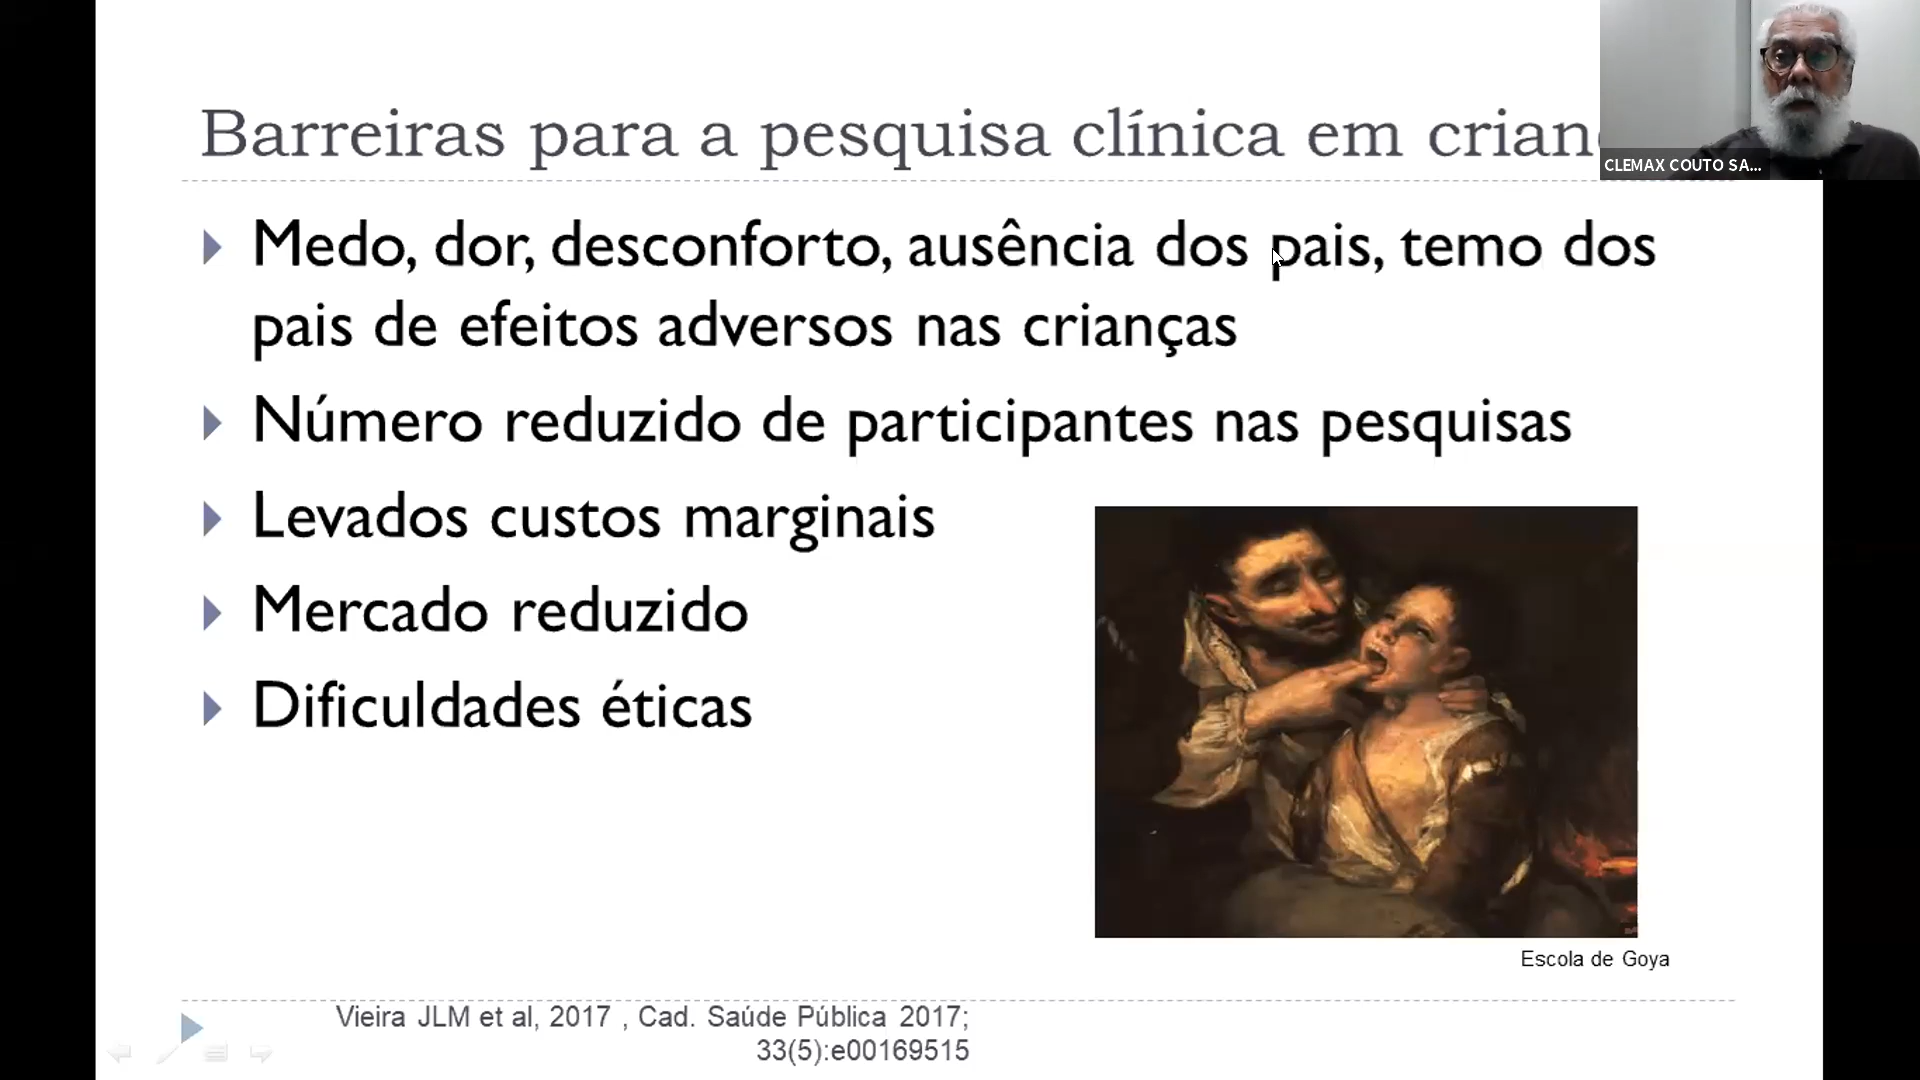 Barreiras para a pesquisa clínica em crian
CLEMAX COUTO SA...
Medo, dor, desconforto, ausência dos pais, temo dos
pais de efeitos adversos nas crianças
Número reduzido de participantes nas pesquisas
Levados custos marginais
Mercado reduzido
Dificuldades éticas
Escola de Goya
Vieira JLM et al, 2017 , Cad. Saúde Pública 2017;
33(5):e00169515